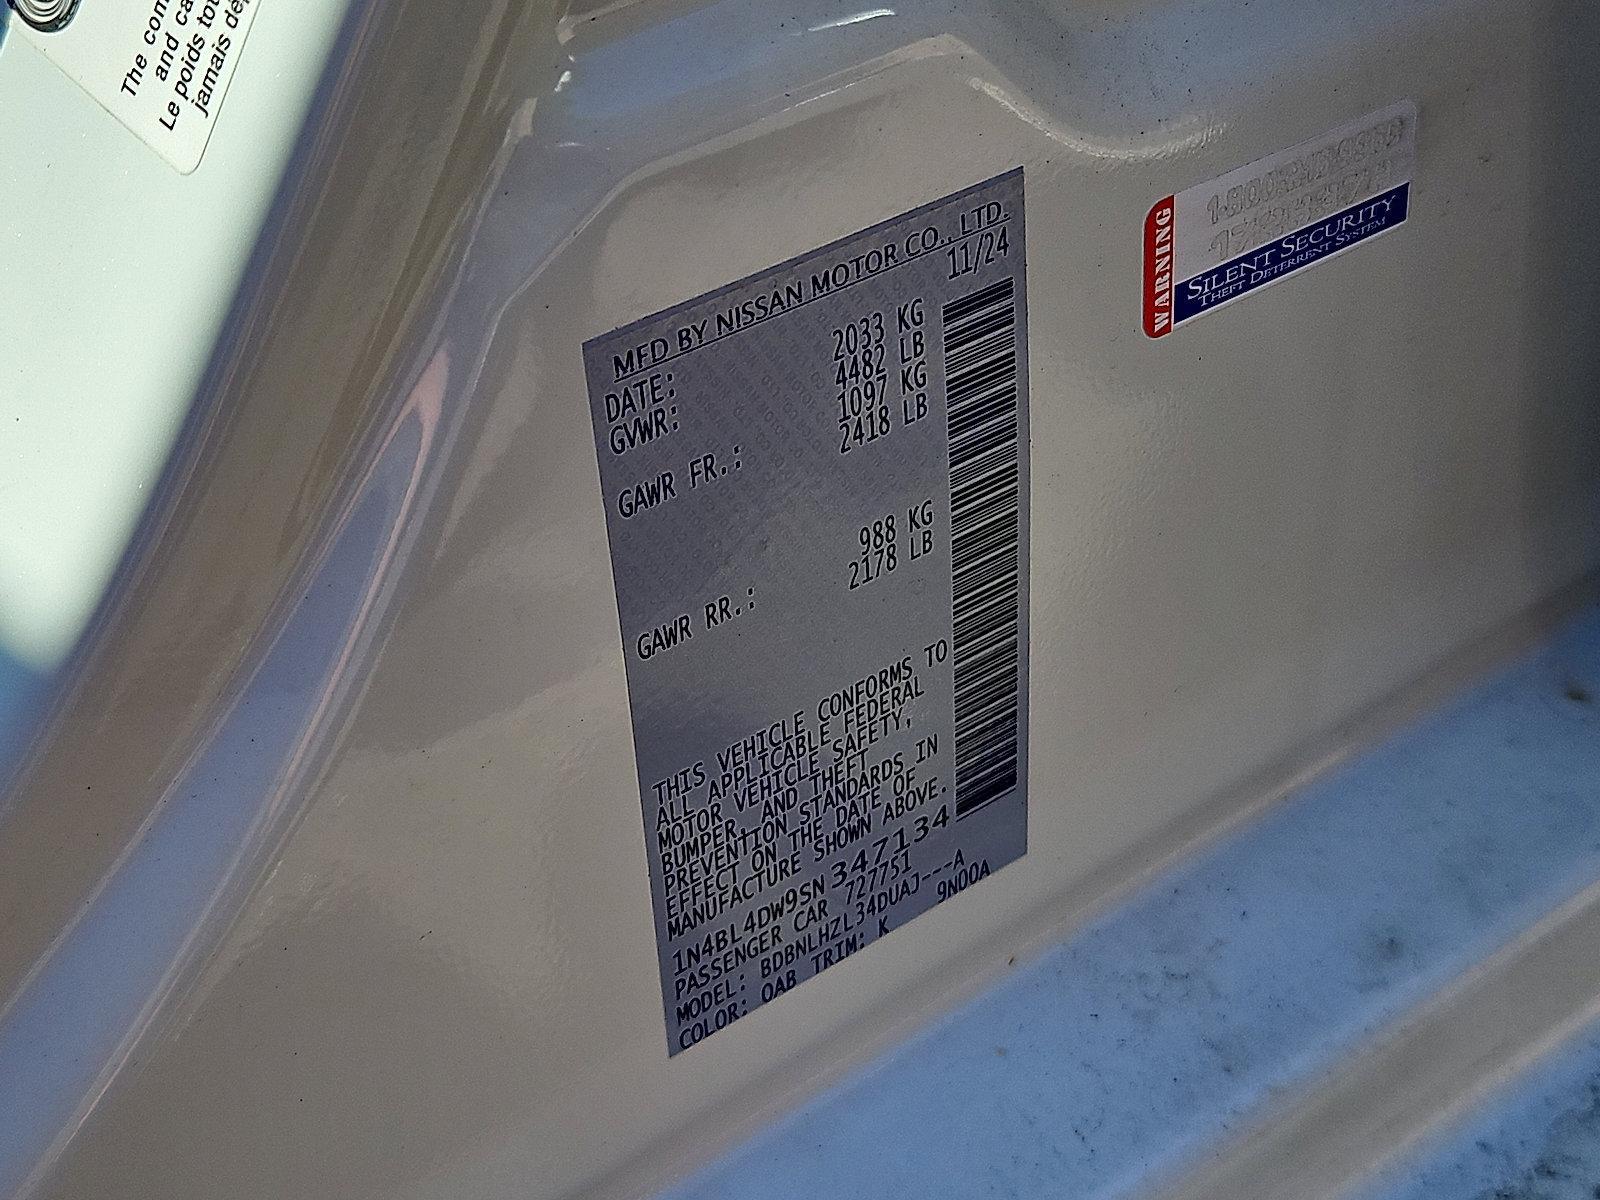 The com
and ca
Le poids tou
jamais dép
MFD BY NISSAN MOTOR CO., LTD.
DATE: 11/24
GVWR: 2033 KG
4482 LB
GAWR FR.: 1097 KG
2418 LB
GAWR RR.: 988 KG
2178 LB
THIS VEHICLE CONFORMS TO
ALL APPLICABLE FEDERAL
MOTOR VEHICLE SAFETY,
BUMPER, AND THEFT
PREVENTION STANDARDS IN
EFFECT ON THE DATE OF
MANUFACTURE SHOWN ABOVE.
1N4BL4DW9SN347134
PASSENGER CAR 727751
MODEL: BDBNLHZL34DUAJ---A
COLOR: OAB TRIM: K 9N00A
WARNING
SILENT SECURITY
THEFT DETERRENT SYSTEM